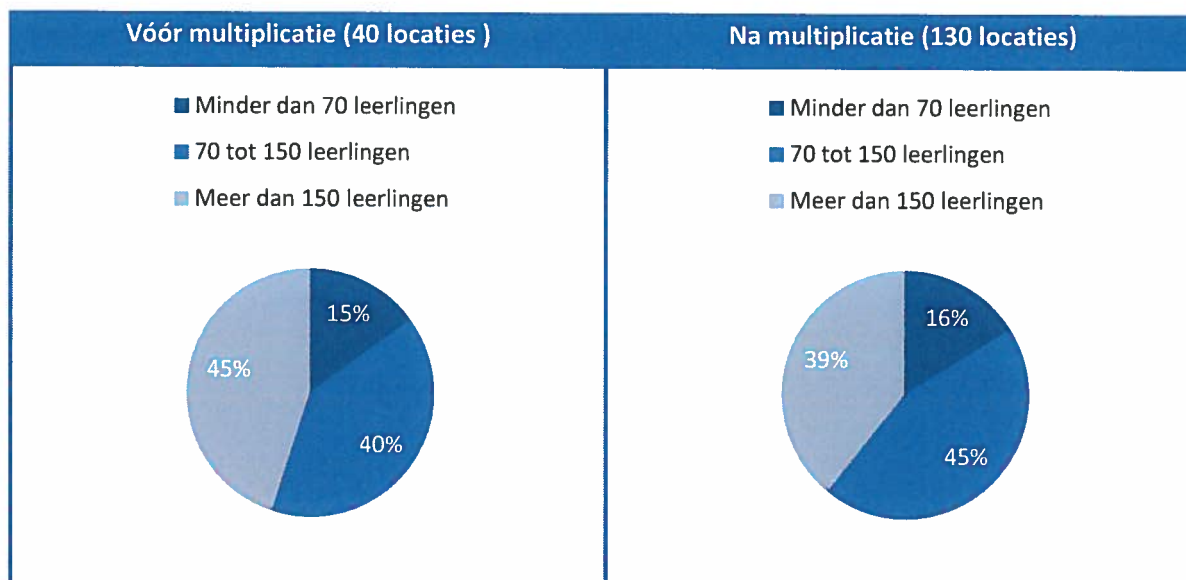 Vóór multiplicatie (40 locaties )
Minder dan 70 leerlingen
70 tot 150 leerlingen
Meer dan 150 leerlingen
15%
45%
40%
Na multiplicatie (130 locaties)
Minder dan 70 leerlingen
70 tot 150 leerlingen
Meer dan 150 leerlingen
16%
39%
45%